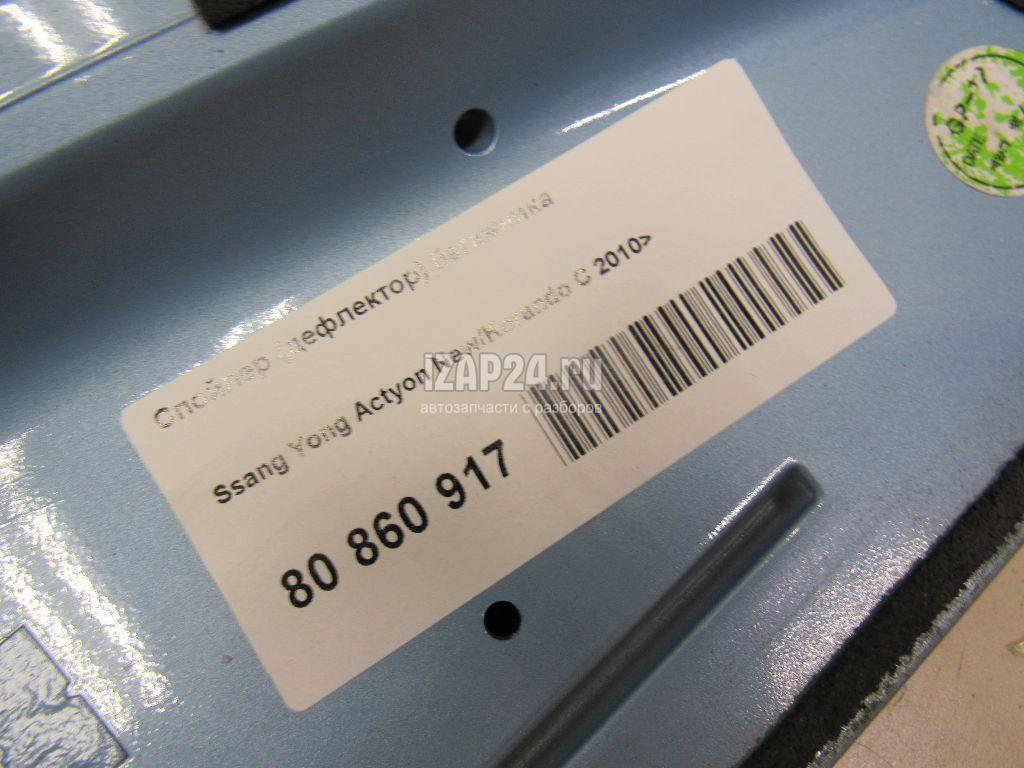 Спойлер (дефлектор) багажника
Ssang Yong Actyon New/Korando C 2010>
80 860 917
IZAP24.ru
автозапчасти с разборов